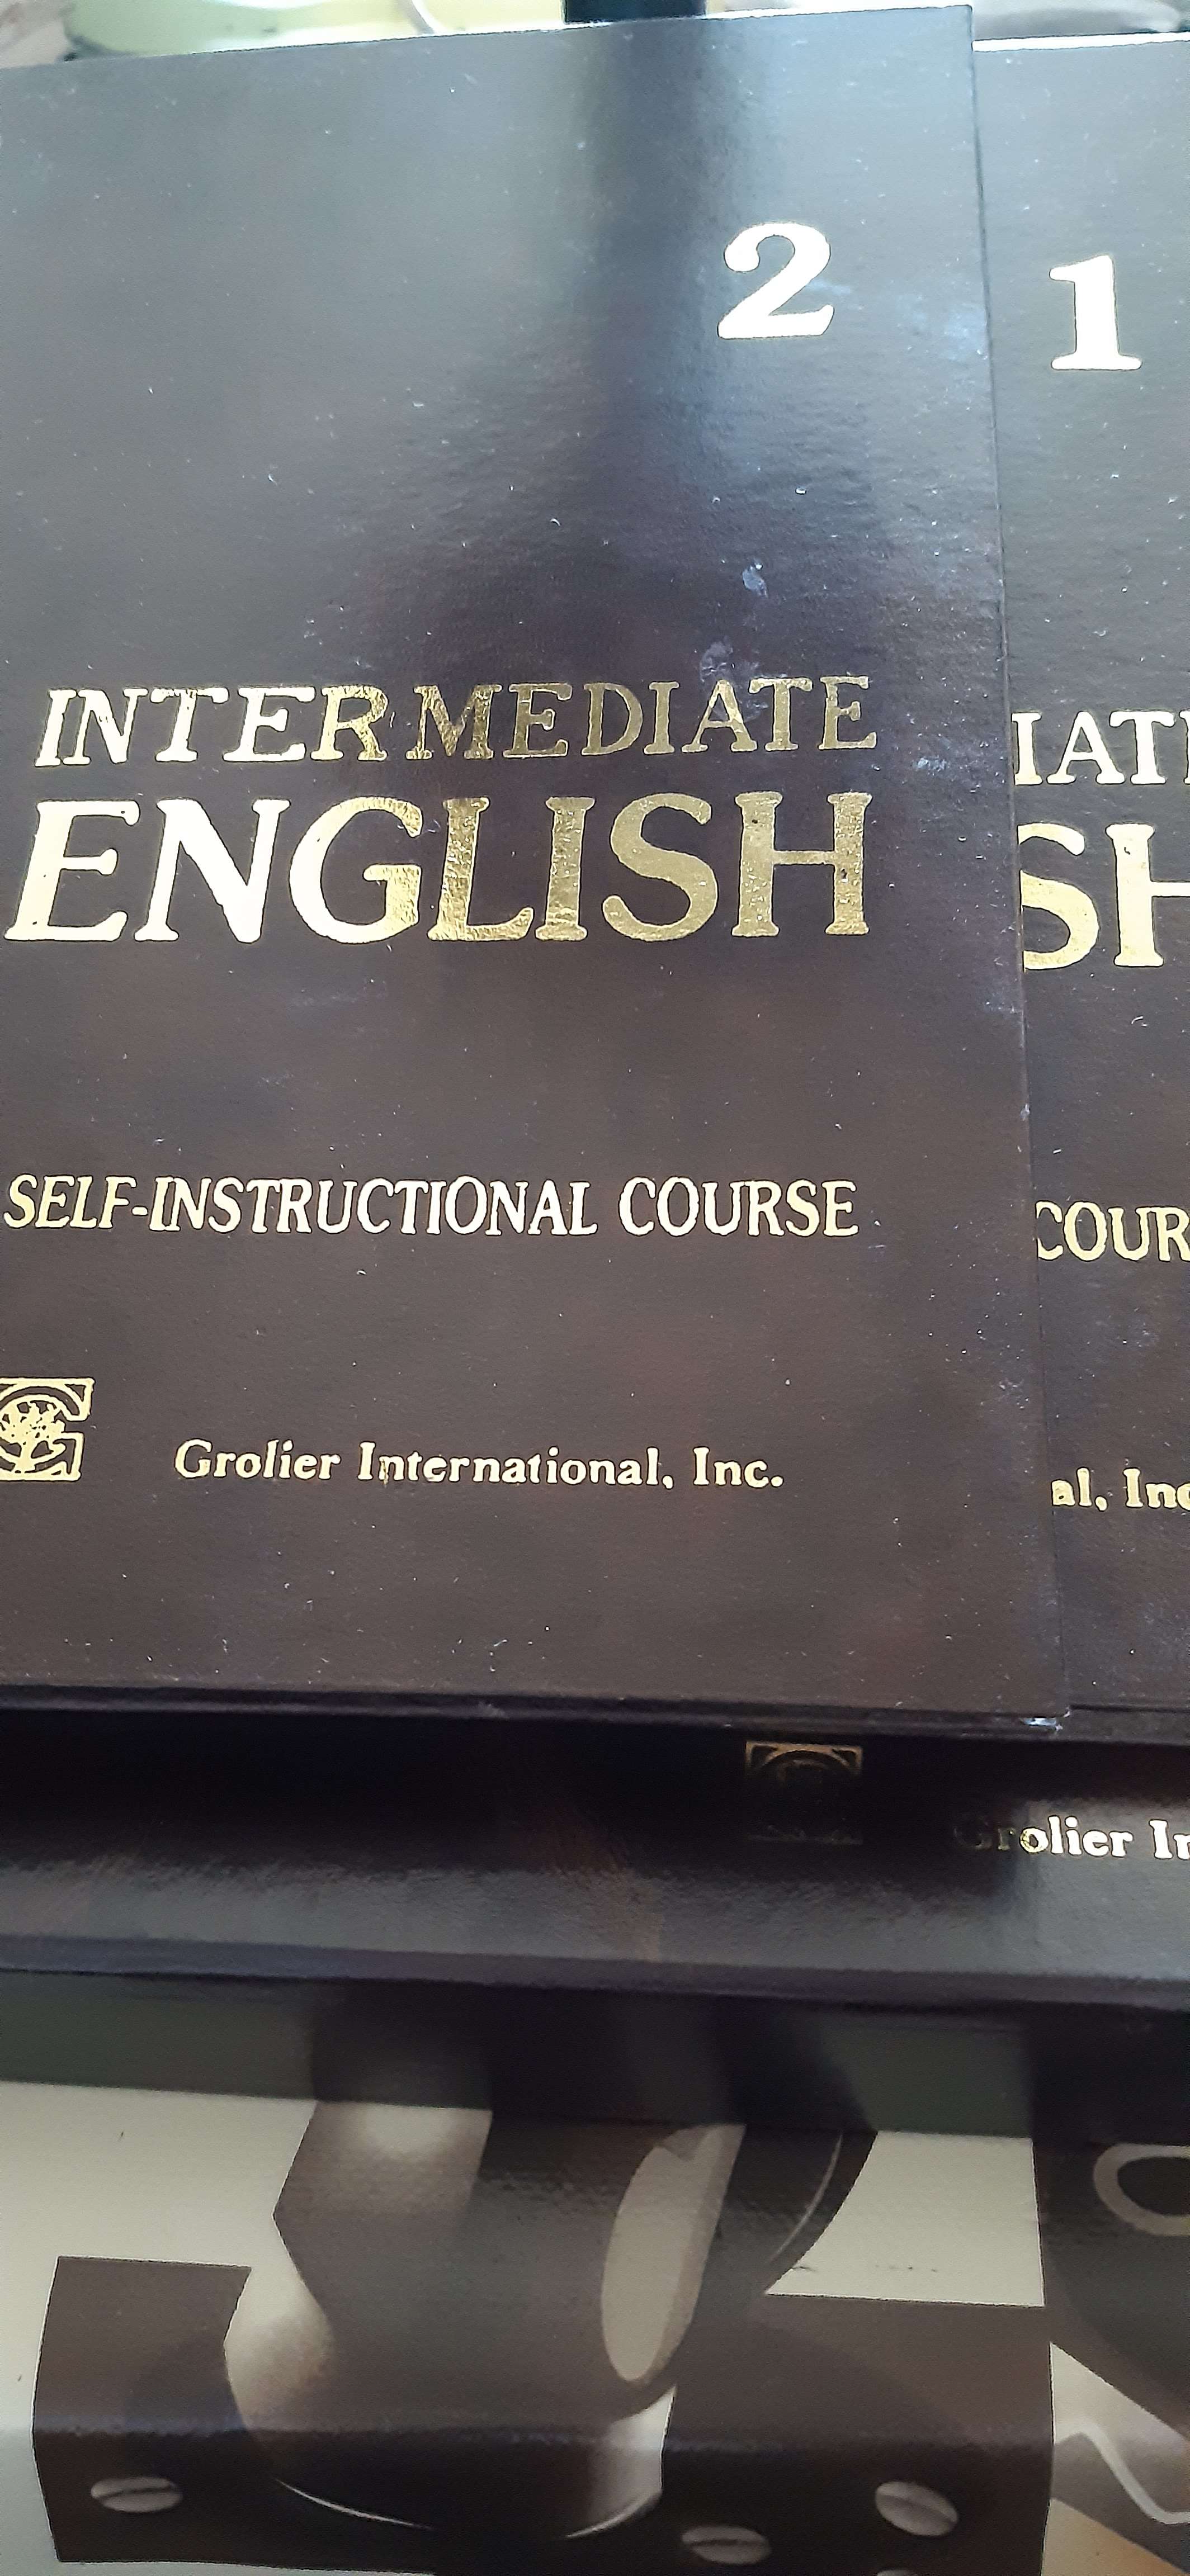 2
INTERMEDIATE
ENGLISH
SELF-INSTRUCTIONAL COURSE
G
Grolier International, Inc.
1
IATE
SH
COUR
al, Inc
Grolier In